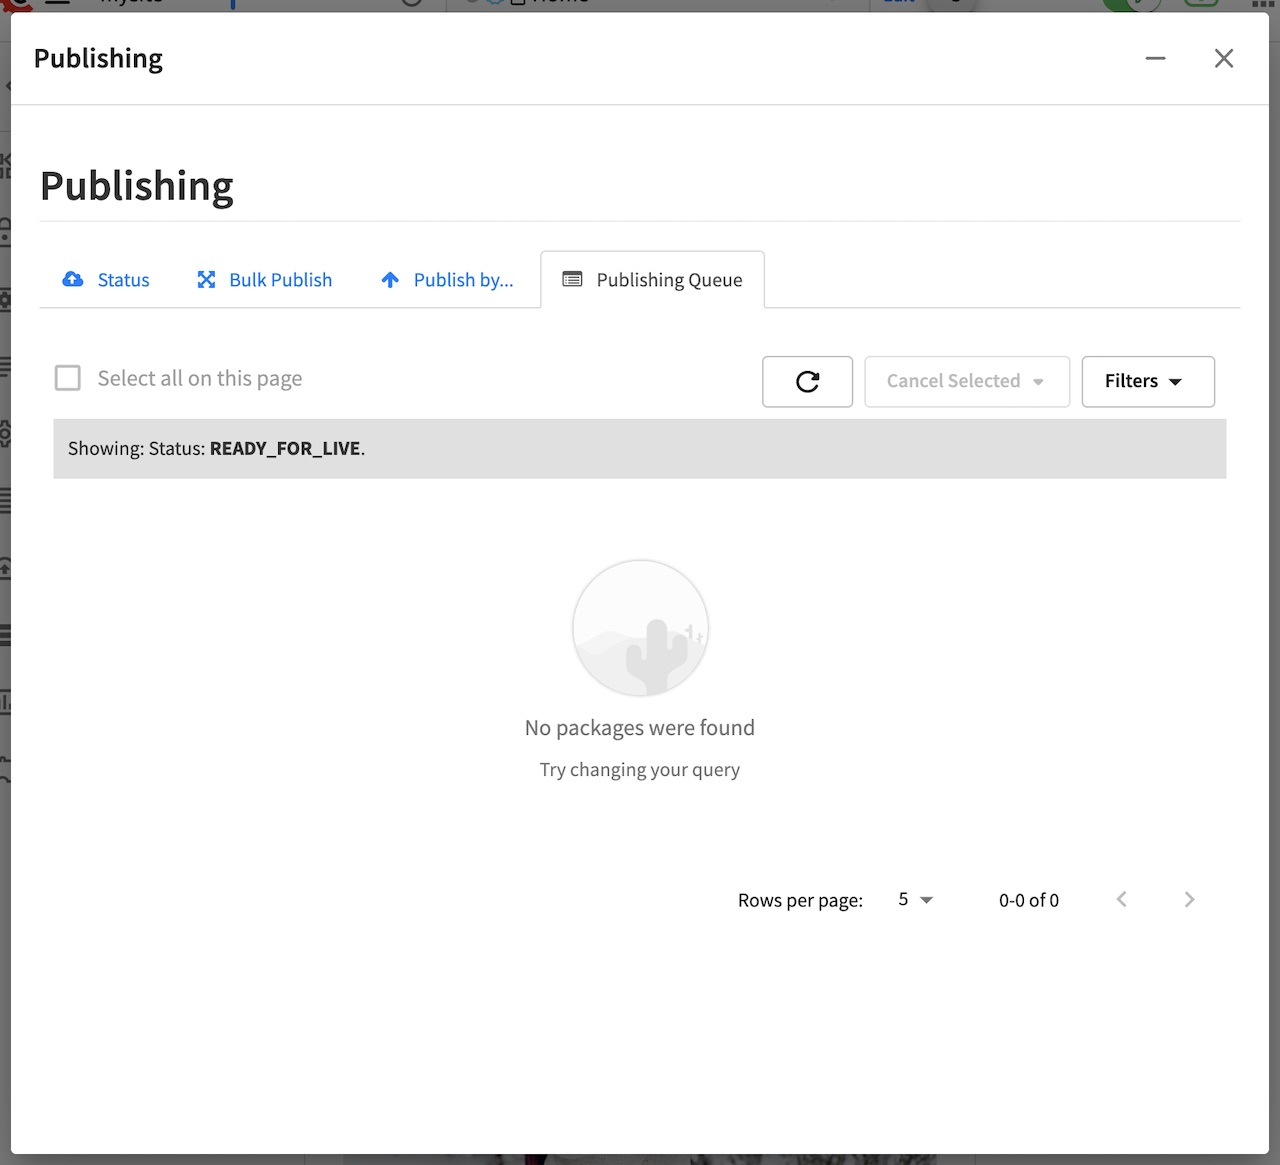 Publishing
Publishing
Status
Bulk Publish
Publish by...
Publishing Queue
Select all on this page
Cancel Selected
Filters
Showing: Status: READY_FOR_LIVE.
No packages were found
Try changing your query
Rows per page: 5 0-0 of 0